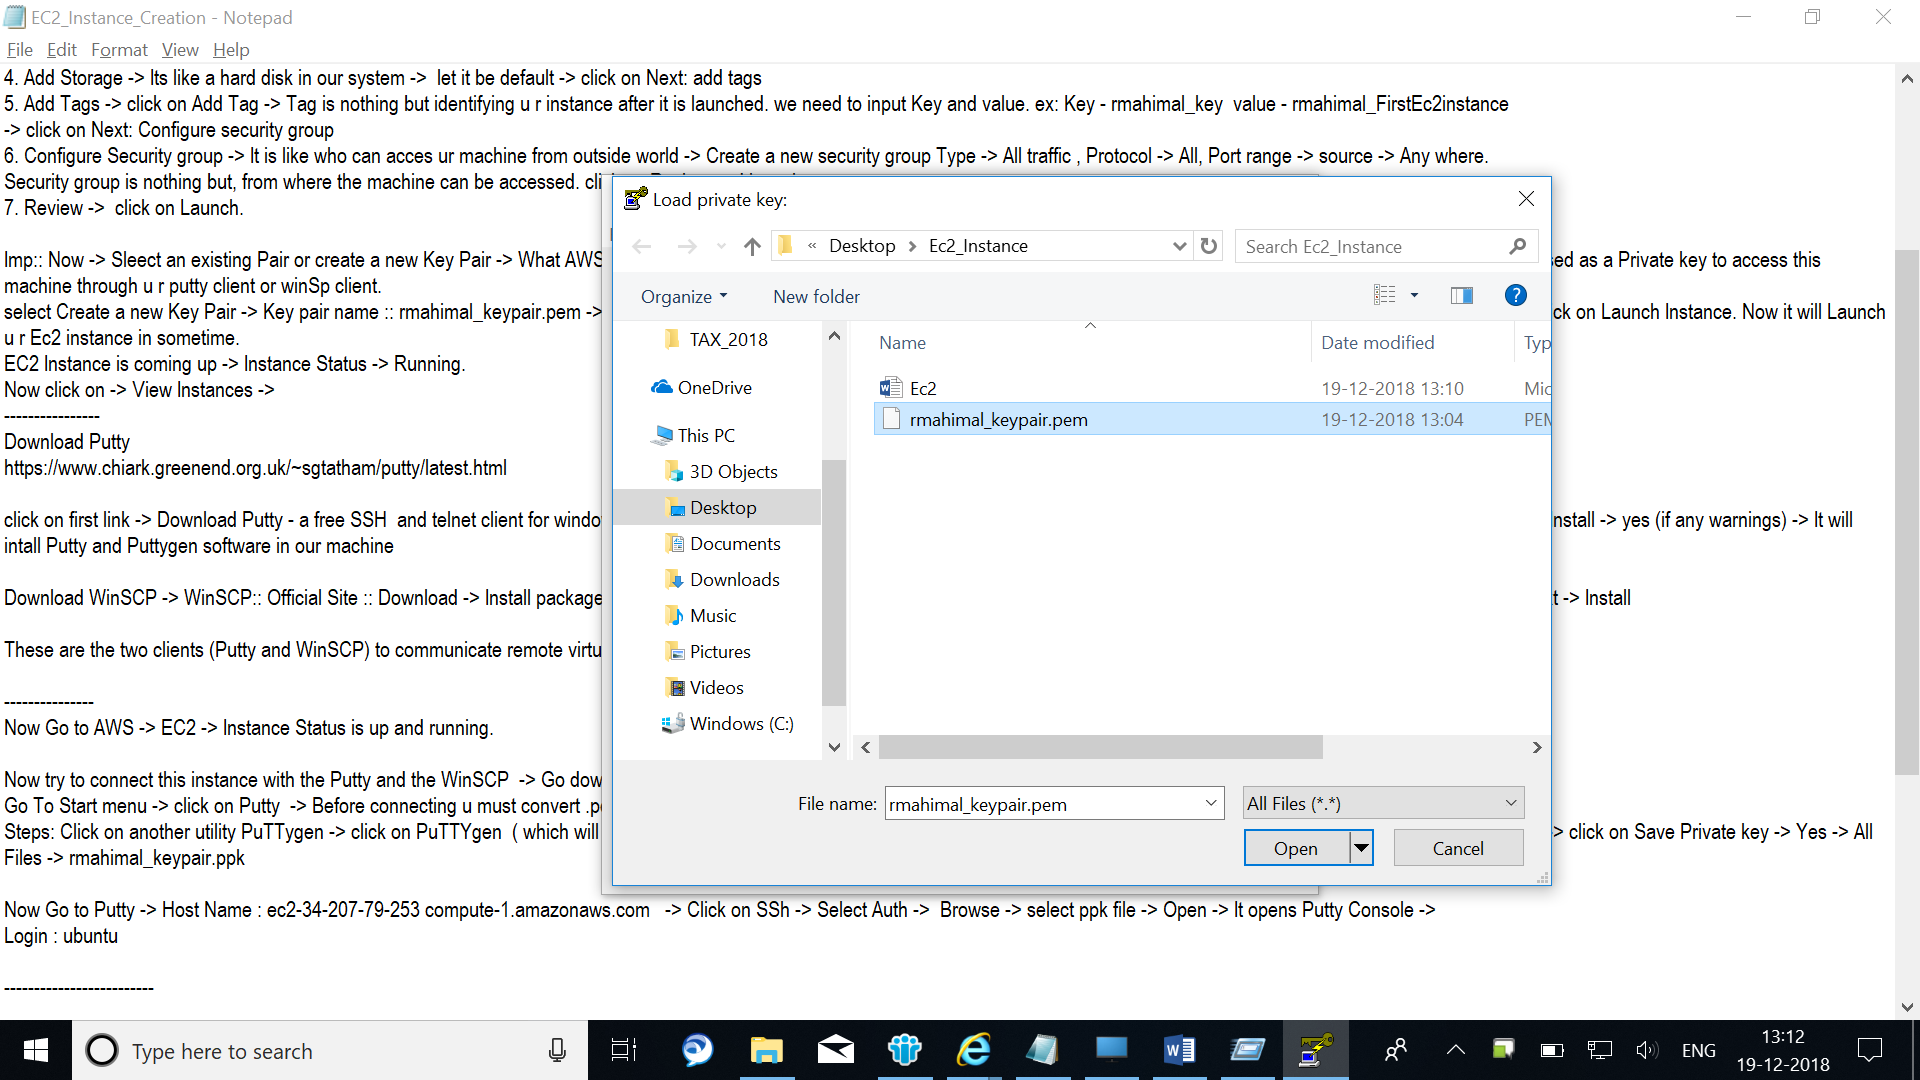 EC2_Instance_Creation - Notepad
File Edit Format View Help
4. Add Storage -> Its like a hard disk in our system ->  let it be default -> click on Next: add tags
5. Add Tags -> click on Add Tag -> Tag is nothing but identifying u r instance after it is launched. we need to input Key and value. ex: Key - rmahimal_key  value - rmahimal_FirstEc2instance
-> click on Next: Configure security group
6. Configure Security group -> It is like who can acces ur machine from outside world -> Create a new security group Type -> All traffic , Protocol -> All, Port range -> source -> Any where.
Security group is nothing but, from where the machine can be accessed.
7. Review ->  click on Launch.
Imp:: Now -> Sleect an existing Pair or create a new Key Pair -> What AWS ed as a Private key to access this
machine through u r putty client or winSp client.
select Create a new Key Pair -> Key pair name :: rmahimal_keypair.pem -> ck on Launch Instance. Now it will Launch
u r Ec2 instance in sometime.
EC2 Instance is coming up -> Instance Status -> Running.
Now click on -> View Instances ->
----------------
Download Putty
https://www.chiark.greenend.org.uk/~sgtatham/putty/latest.html
click on first link -> Download Putty - a free SSH  and telnet client for windo nstall -> yes (if any warnings) -> It will
intall Putty and Puttygen software in our machine
Download WinSCP -> WinSCP:: Official Site :: Download -> Install package t -> Install
These are the two clients (Putty and WinSCP) to communicate remote virtu
---------------
Now Go to AWS -> EC2 -> Instance Status is up and running.
Now try to connect this instance with the Putty and the WinSCP  -> Go dow
Go To Start menu -> click on Putty  -> Before connecting u must convert .p
Steps: Click on another utility PuTTygen -> click on PuTTYgen  ( which will > click on Save Private key -> Yes -> All
Files -> rmahimal_keypair.ppk
Now Go to Putty -> Host Name : ec2-34-207-79-253 compute-1.amazonaws.com   -> Click on SSh -> Select Auth ->  Browse -> select ppk file -> Open -> It opens Putty Console ->
Login : ubuntu
-------------------------
Load private key:
« Desktop > Ec2_Instance
Search Ec2_Instance
Organize New folder
TAX_2018
OneDrive
This PC
3D Objects
Desktop
Documents
Downloads
Music
Pictures
Videos
Windows (C:)
Name Date modified Typ
Ec2 19-12-2018 13:10 Mic
rmahimal_keypair.pem 19-12-2018 13:04 PEM
File name: rmahimal_keypair.pem All Files (*.*)
Open Cancel
Type here to search
ENG
13:12
19-12-2018